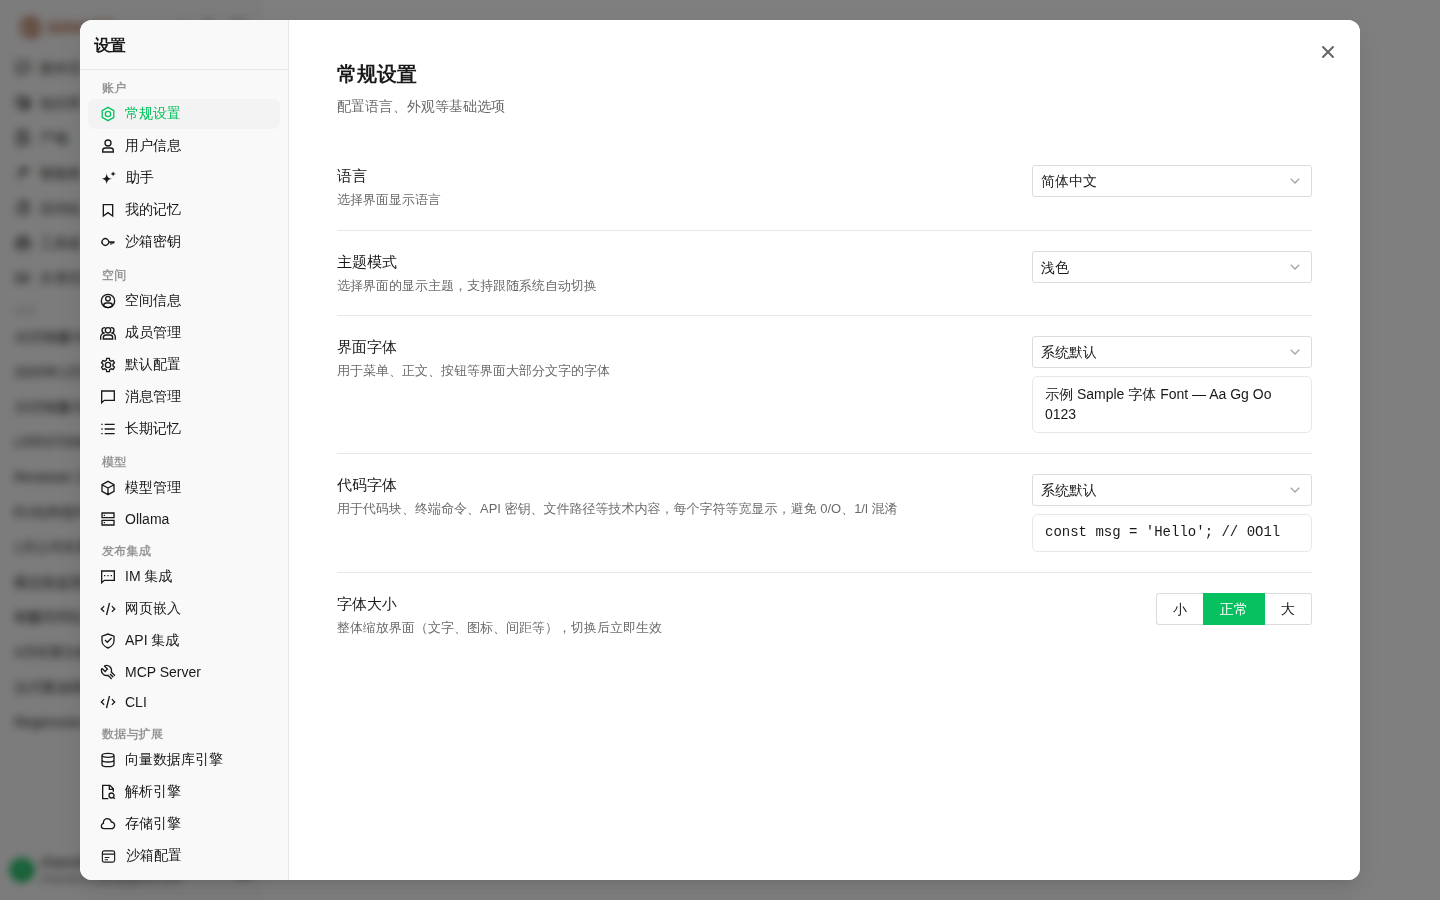 设置
账户
常规设置
用户信息
助手
我的记忆
沙箱密钥
空间
空间信息
成员管理
默认配置
消息管理
长期记忆
模型
模型管理
Ollama
发布集成
IM 集成
网页嵌入
API 集成
MCP Server
CLI
数据与扩展
向量数据库引擎
解析引擎
存储引擎
沙箱配置
常规设置
配置语言、外观等基础选项
语言
选择界面显示语言
简体中文
主题模式
选择界面的显示主题，支持跟随系统自动切换
浅色
界面字体
用于菜单、正文、按钮等界面大部分文字的字体
系统默认
示例 Sample 字体 Font — Aa Gg Oo
0123
代码字体
用于代码块、终端命令、API 密钥、文件路径等技术内容，每个字符等宽显示，避免 0/O、1/l 混淆
系统默认
const msg = 'Hello'; // 0O1l
字体大小
整体缩放界面（文字、图标、间距等），切换后立即生效
小
正常
大